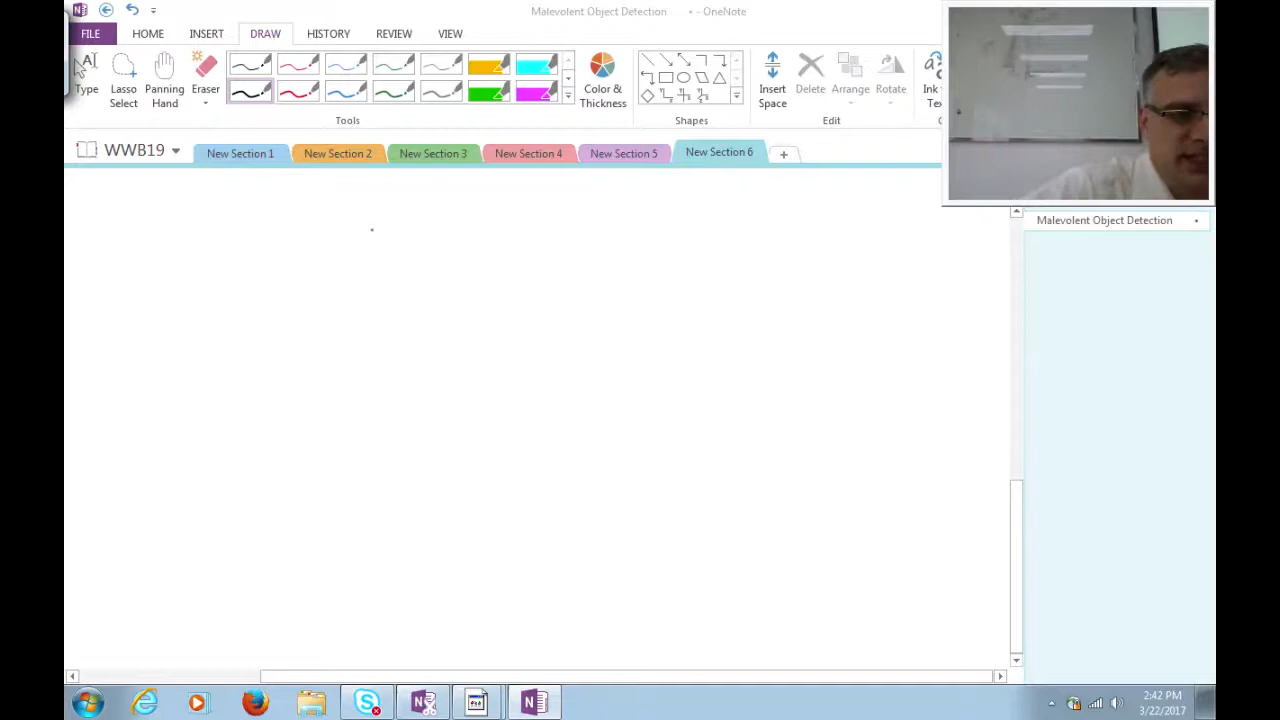 Malevolent Object Detection • - OneNote
FILE HOME INSERT DRAW HISTORY REVIEW VIEW
Type
Lasso Select
Panning Hand
Eraser
Color & Thickness
Insert Space
Delete
Arrange
Rotate
Ink
Tools
Shapes
Edit
WWB19
New Section 1 New Section 2 New Section 3 New Section 4 New Section 5 New Section 6 +
Malevolent Object Detection •
2:42 PM
3/22/2017